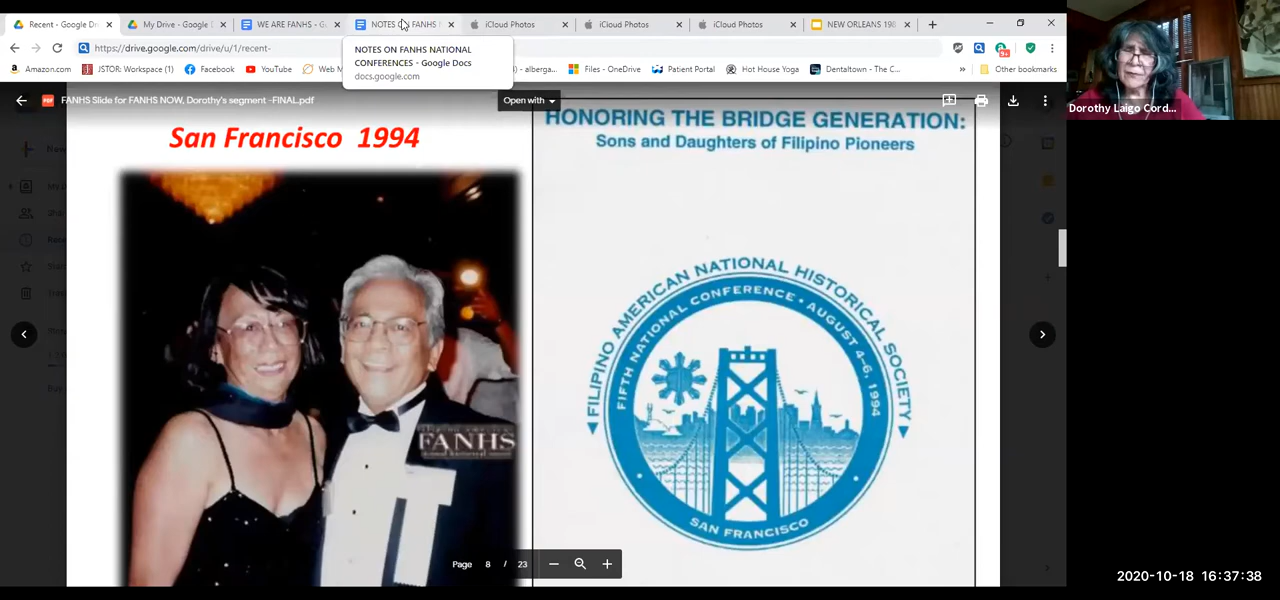 Recent - Google Dr
My Drive - Google D
WE ARE FANHS - G
NOTES ON FANHS N
iCloud Photos
iCloud Photos
iCloud Photos
NEW ORLEANS 198
https://drive.google.com/drive/u/1/recent-
NOTES ON FANHS NATIONAL
CONFERENCES - Google Docs
docs.google.com
Amazon.com
JSTOR: Workspace (1)
Facebook
YouTube
Web M
4) - alberga...
Files - OneDrive
Patient Portal
Hot House Yoga
Dentaltown - The C...
Other bookmarks
FANHS Slide for FANHS NOW, Dorothy's segment -FINAL.pdf
Open with
San Francisco 1994
HONORING THE BRIDGE GENERATION:
Sons and Daughters of Filipino Pioneers
FILIPINO AMERICAN NATIONAL HISTORICAL SOCIETY
FIFTH NATIONAL CONFERENCE • AUGUST 4-6, 1994
SAN FRANCISCO
FANHS
Page 8 / 23
Dorothy Laigo Cord...
2020-10-18 16:37:38